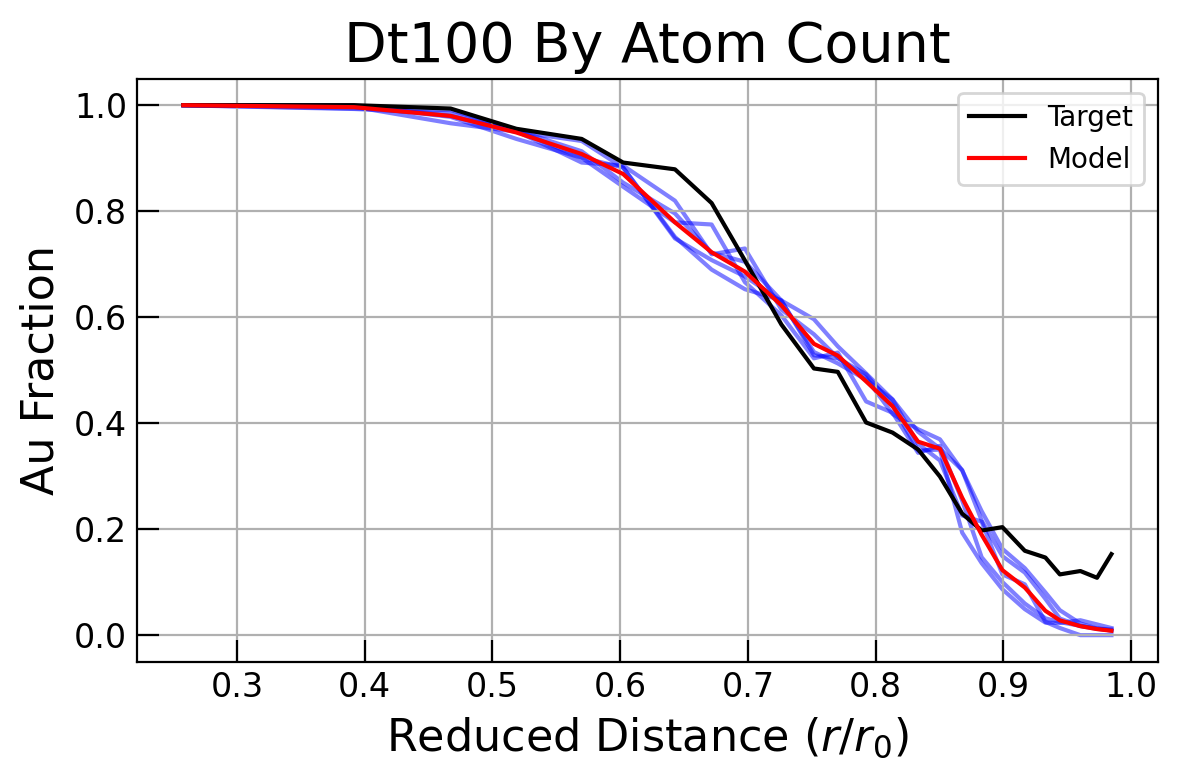 Dt100 By Atom Count
Target
Model
Au Fraction
1.0
0.8
0.6
0.4
0.2
0.0
0.3 0.4 0.5 0.6 0.7 0.8 0.9 1.0
Reduced Distance (r/r₀)